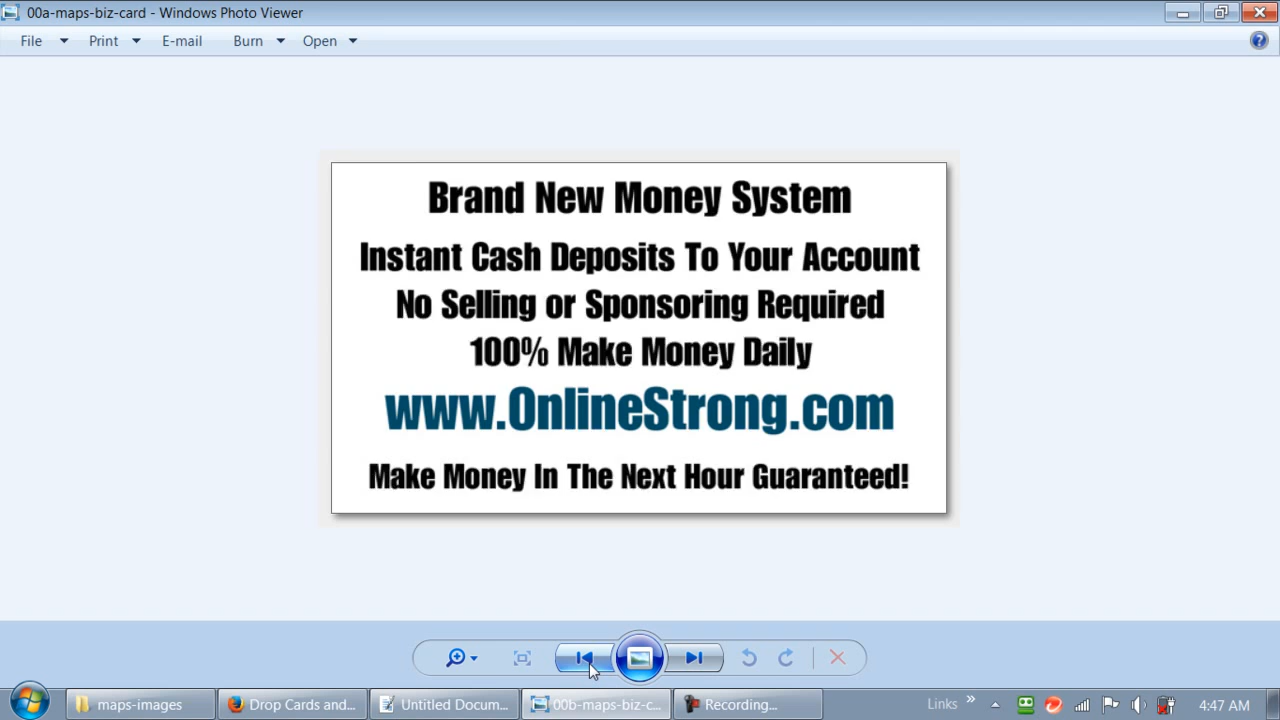 00a-maps-biz-card - Windows Photo Viewer
File Print E-mail Burn Open
Brand New Money System
Instant Cash Deposits To Your Account
No Selling or Sponsoring Required
100% Make Money Daily
www.OnlineStrong.com
Make Money In The Next Hour Guaranteed!
maps-images Drop Cards and... Untitled Docum... 00b-maps-biz-c... Recording... Links » 4:47 AM